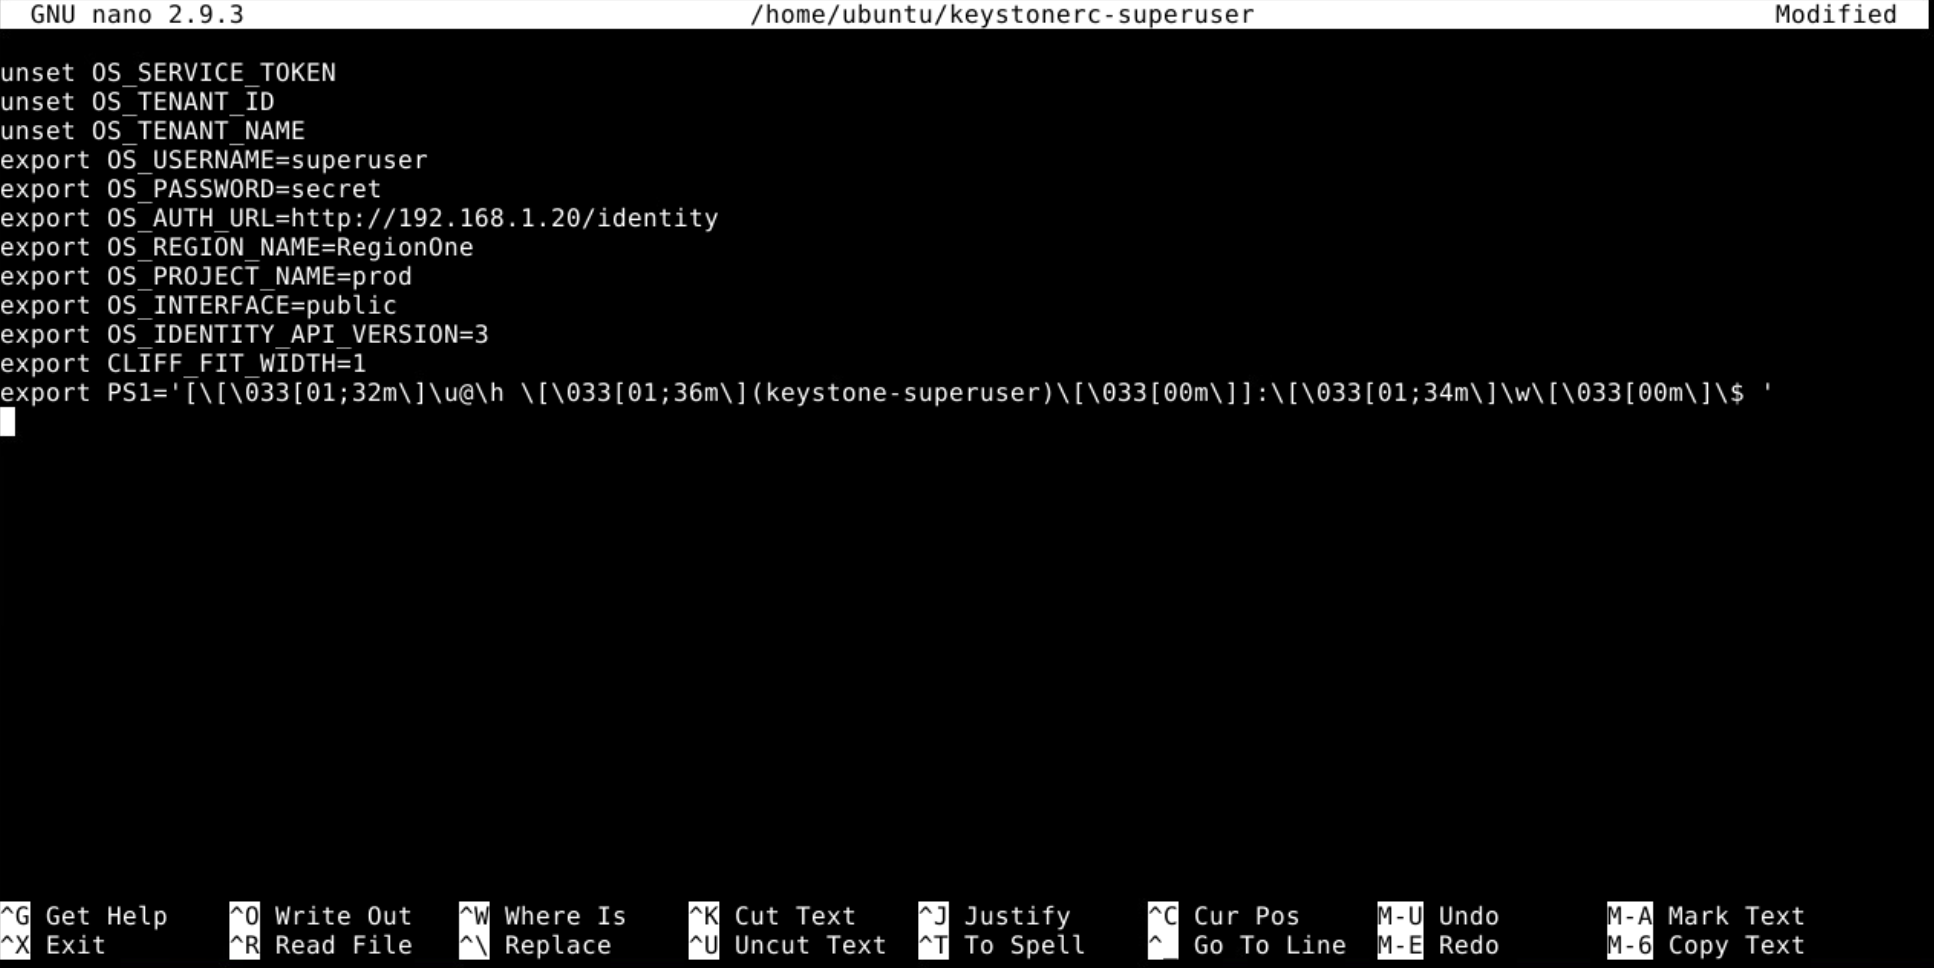 GNU nano 2.9.3 /home/ubuntu/keystonerc-superuser Modified
unset OS_SERVICE_TOKEN
unset OS_TENANT_ID
unset OS_TENANT_NAME
export OS_USERNAME=superuser
export OS_PASSWORD=secret
export OS_AUTH_URL=http://192.168.1.20/identity
export OS_REGION_NAME=RegionOne
export OS_PROJECT_NAME=prod
export OS_INTERFACE=public
export OS_IDENTITY_API_VERSION=3
export CLIFF_FIT_WIDTH=1
export PS1='[\[\033[01;32m\]\u@\h \[\033[01;36m\](keystone-superuser)\[\033[00m\]]:\[\033[01;34m\]\w\[\033[00m\]\$ '
^G Get Help ^O Write Out ^W Where Is ^K Cut Text ^J Justify ^C Cur Pos M-U Undo M-A Mark Text
^X Exit ^R Read File ^\ Replace ^U Uncut Text ^T To Spell ^_ Go To Line M-E Redo M-6 Copy Text